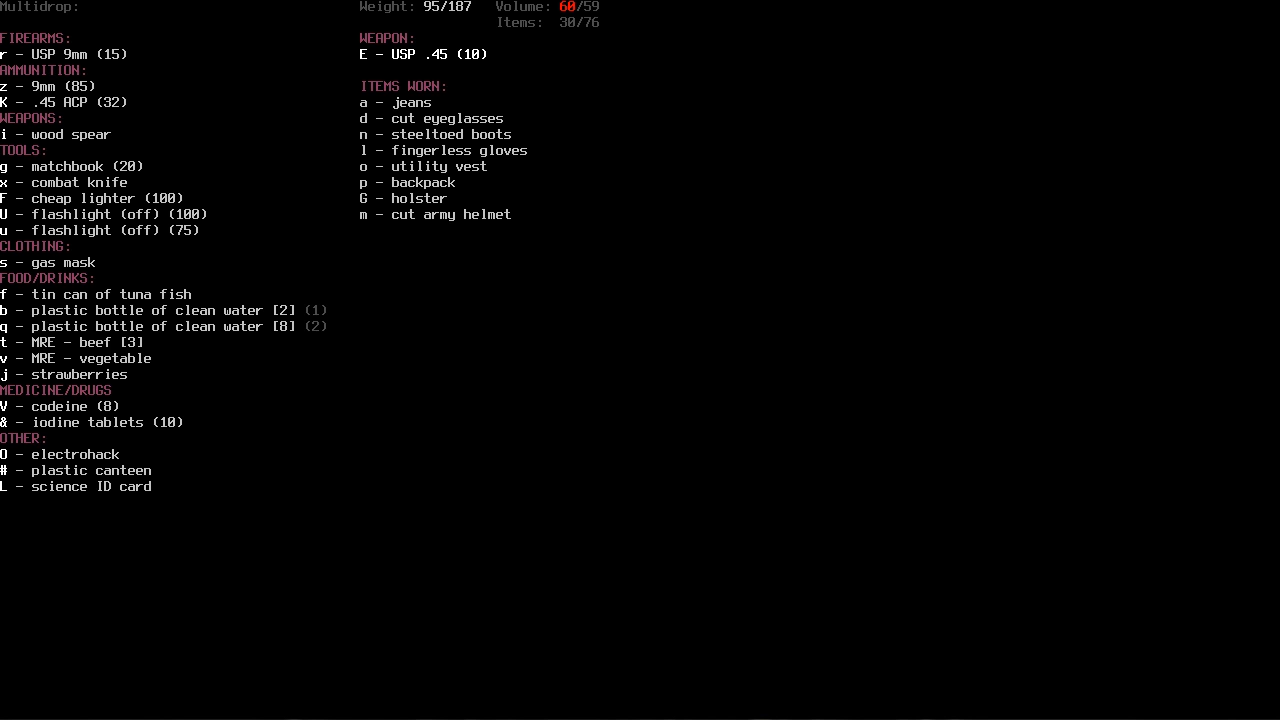 Multidrop: Weight: 95/187 Volume: 60/59
Items: 30/76
FIREARMS: WEAPON:
r - USP 9mm (15) E - USP .45 (10)
AMMUNITION:
z - 9mm (85) ITEMS WORN:
K - .45 ACP (32) a - jeans
WEAPONS: d - cut eyeglasses
i - wood spear n - steeltoed boots
TOOLS: l - fingerless gloves
g - matchbook (20) o - utility vest
x - combat knife p - backpack
F - cheap lighter (100) G - holster
U - flashlight (off) (100) m - cut army helmet
u - flashlight (off) (75)
CLOTHING:
s - gas mask
FOOD/DRINKS:
f - tin can of tuna fish
b - plastic bottle of clean water [2] (1)
q - plastic bottle of clean water [8] (2)
t - MRE - beef [3]
v - MRE - vegetable
j - strawberries
MEDICINE/DRUGS
V - codeine (8)
& - iodine tablets (10)
OTHER:
O - electrohack
# - plastic canteen
L - science ID card